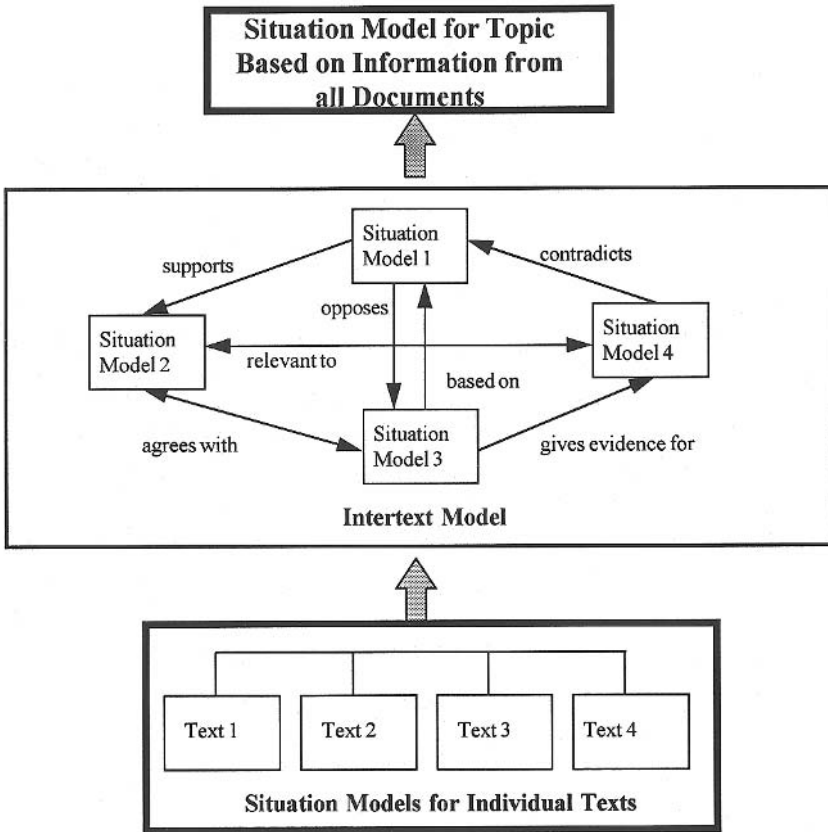 Situation Model for Topic
Based on Information from
all Documents
Situation
Model 1
supports
contradicts
opposes
Situation
Model 2
Situation
Model 4
relevant to
based on
agrees with
Situation
Model 3
gives evidence for
Intertext Model
Text 1
Text 2
Text 3
Text 4
Situation Models for Individual Texts